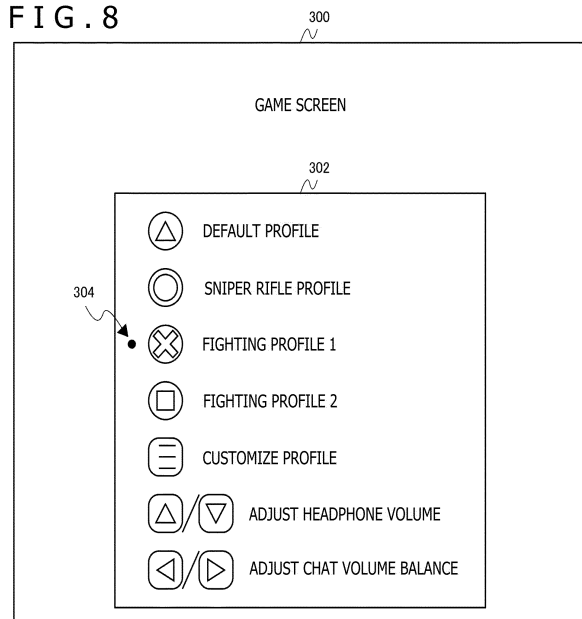 FIG.8
300
GAME SCREEN
302
DEFAULT PROFILE
SNIPER RIFLE PROFILE
304
FIGHTING PROFILE 1
FIGHTING PROFILE 2
CUSTOMIZE PROFILE
/ ADJUST HEADPHONE VOLUME
/ ADJUST CHAT VOLUME BALANCE